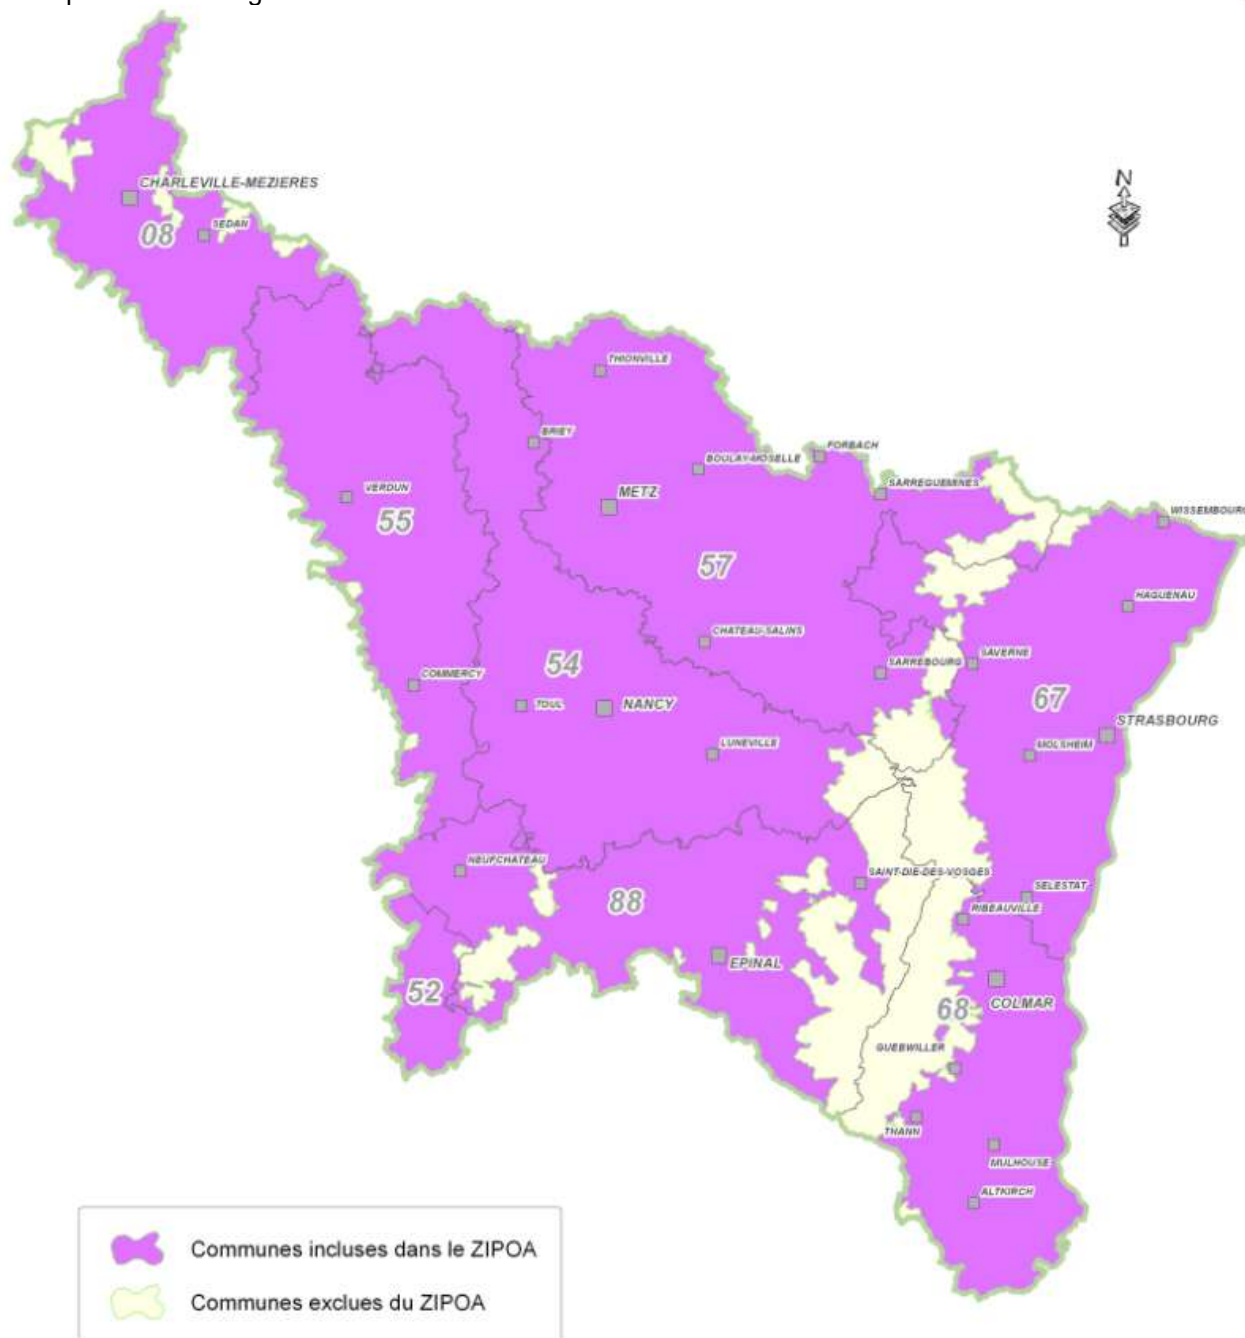 N
CHARLEVILLE-MEZIERES
08
SEDAN
THIONVILLE
BRIEY
BOULAY-MOSELLE
FORBACH
METZ
SARREGUEMINES
VERDUN
55
WISSEMBOURG
57
HAGUENAU
CHATEAU-SALINS
54
SARREBOURG
SAVERNE
COMMERCY
TOUL
NANCY
67
STRASBOURG
LUNEVILLE
MOLSHEIM
NEUFCHATEAU
88
SAINT-DIE-DES-VOSGES
SELESTAT
RIBEAUVILLE
EPINAL
52
68
COLMAR
GUEBWILLER
THANN
MULHOUSE
ALTKIRCH
Communes incluses dans le ZIPOA
Communes exclues du ZIPOA